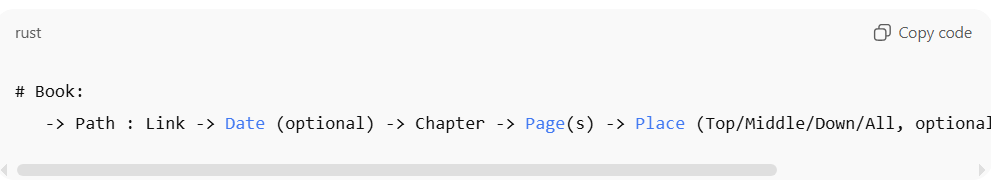 rust
Copy code
# Book:
-> Path : Link -> Date (optional) -> Chapter -> Page(s) -> Place (Top/Middle/Down/All, optional